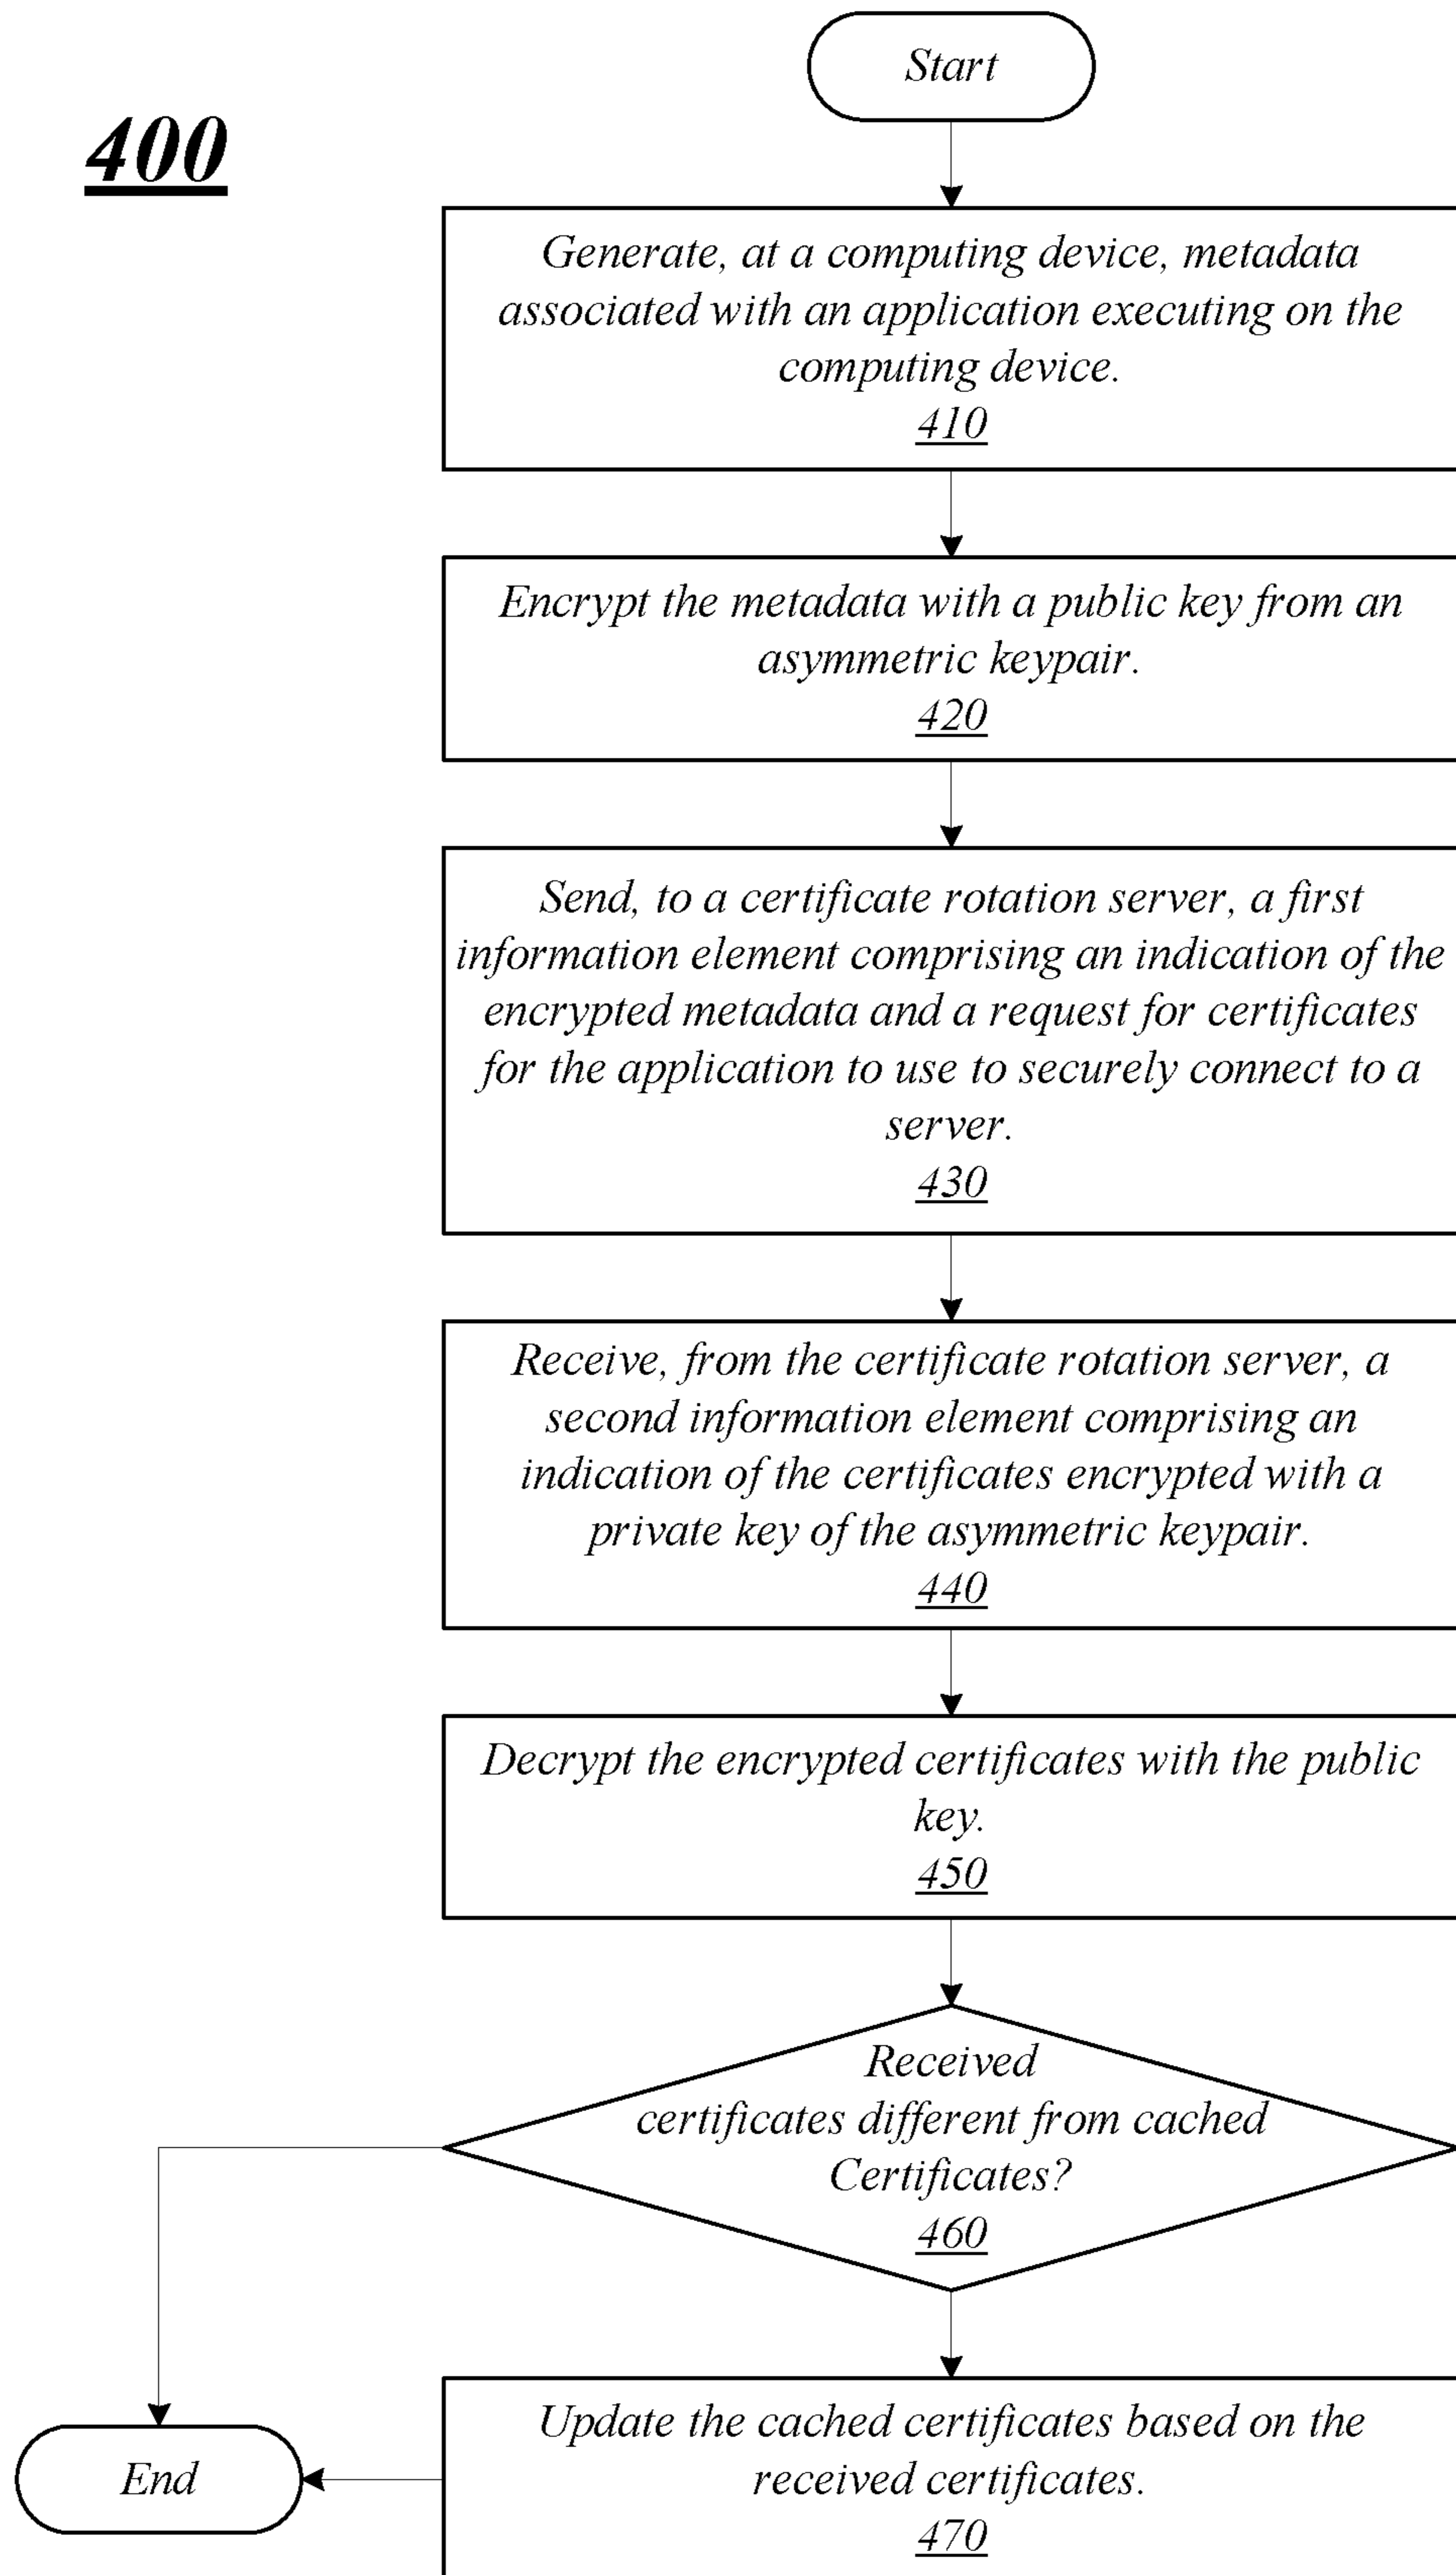 Start
400
Generate, at a computing device, metadata
associated with an application executing on the
computing device.
410
Encrypt the metadata with a public key from an
asymmetric keypair.
420
Send, to a certificate rotation server, a first
information element comprising an indication of the
encrypted metadata and a request for certificates
for the application to use to securely connect to a
server.
430
Receive, from the certificate rotation server, a
second information element comprising an
indication of the certificates encrypted with a
private key of the asymmetric keypair.
440
Decrypt the encrypted certificates with the public
key.
450
Received
certificates different from cached
Certificates?
460
Update the cached certificates based on the
received certificates.
470
End